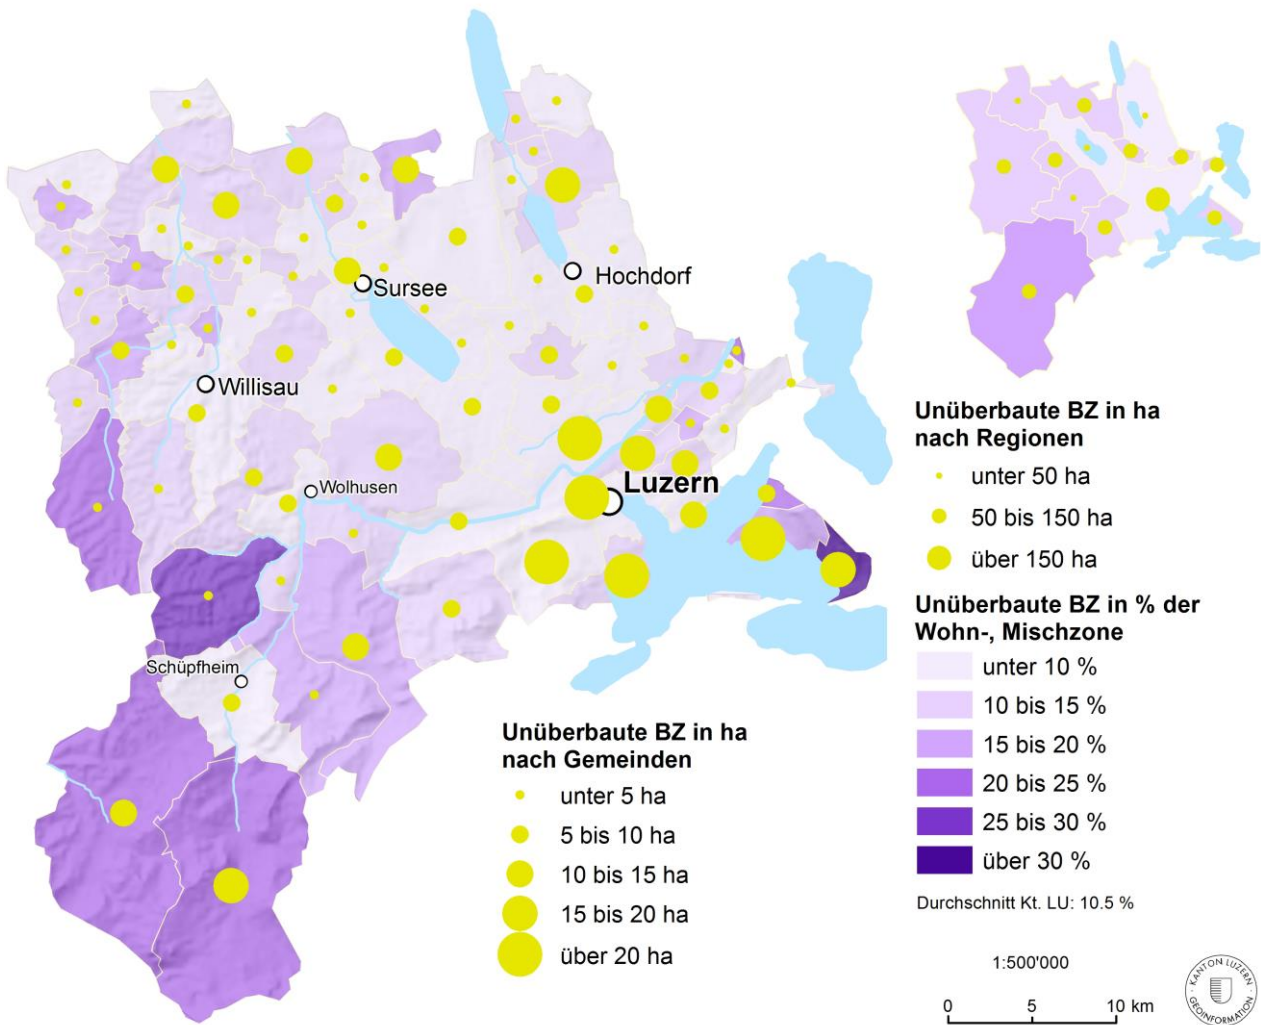 Hochdorf
Sursee
Willisau
Wolhusen
Luzern
Schüpfheim
Unüberbaute BZ in ha
nach Gemeinden
unter 5 ha
5 bis 10 ha
10 bis 15 ha
15 bis 20 ha
über 20 ha
Unüberbaute BZ in ha
nach Regionen
unter 50 ha
50 bis 150 ha
über 150 ha
Unüberbaute BZ in % der
Wohn-, Mischzone
unter 10 %
10 bis 15 %
15 bis 20 %
20 bis 25 %
25 bis 30 %
über 30 %
Durchschnitt Kt. LU: 10.5 %
1:500'000
0 5 10 km
KANTON LUZERN
GEOINFORMATION